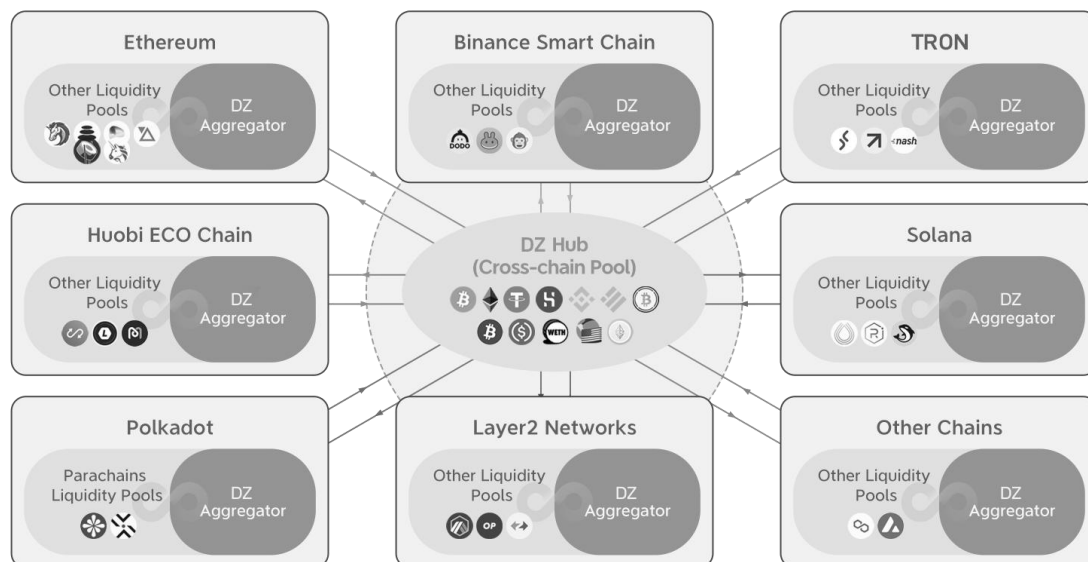 Ethereum
Other Liquidity
Pools
DZ
Aggregator
Binance Smart Chain
Other Liquidity
Pools
DODO
DZ
Aggregator
TRON
Other Liquidity
Pools
nash
DZ
Aggregator
Huobi ECO Chain
Other Liquidity
Pools
DZ
Aggregator
DZ Hub
(Cross-chain Pool)
WETH
Solana
Other Liquidity
Pools
DZ
Aggregator
Polkadot
Parachains
Liquidity Pools
DZ
Aggregator
Layer2 Networks
Other Liquidity
Pools
OP
DZ
Aggregator
Other Chains
Other Liquidity
Pools
DZ
Aggregator